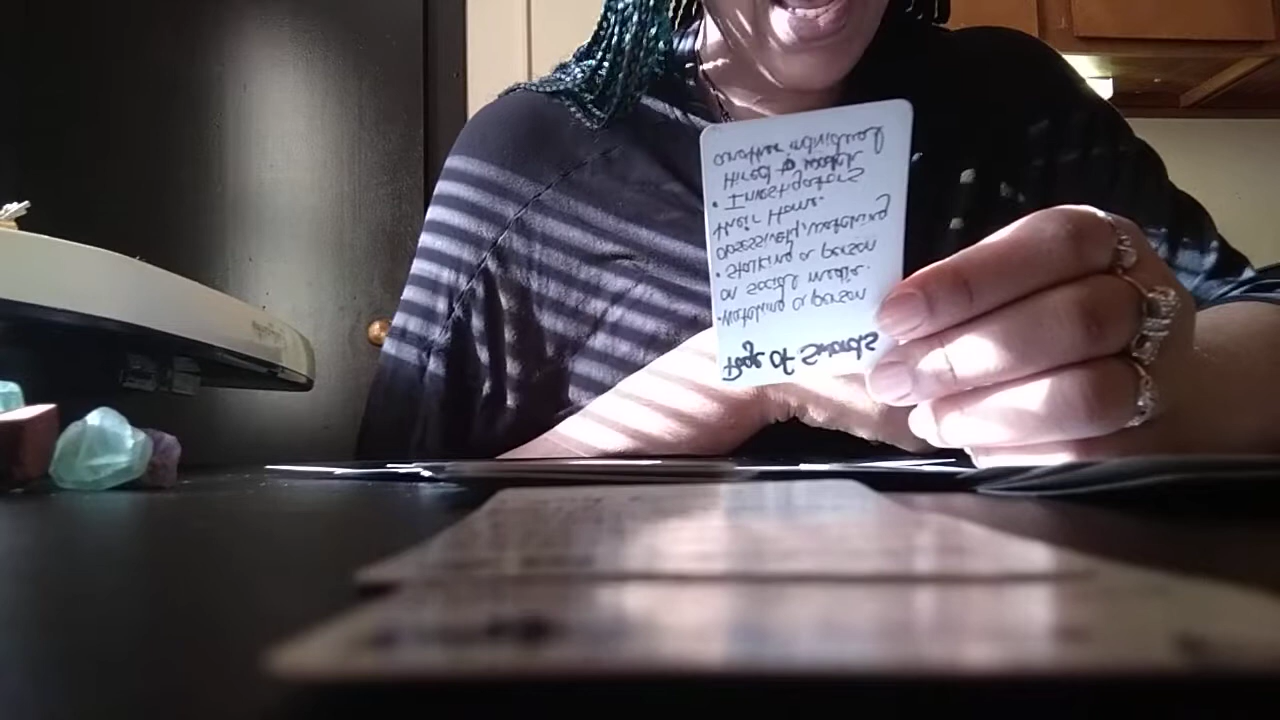 Page Of Swords
•Watching a person
on social media.
• Stalking a person
obsessively, watching
their Home.
• Investigators
Hired to watch
another individual